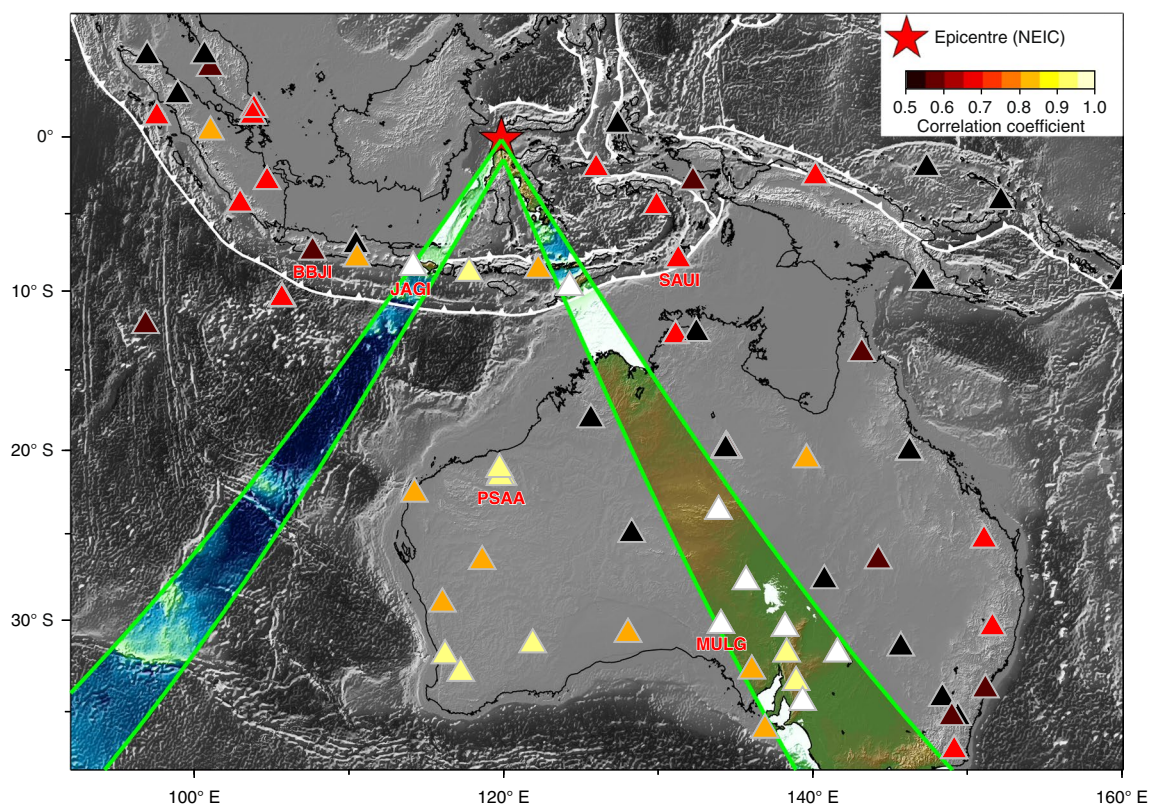 Epicentre (NEIC)
0.5 0.6 0.7 0.8 0.9 1.0
Correlation coefficient
0°
BBJI
JAGI
SAUI
10° S
20° S
PSAA
30° S
MULG
100° E 120° E 140° E 160° E